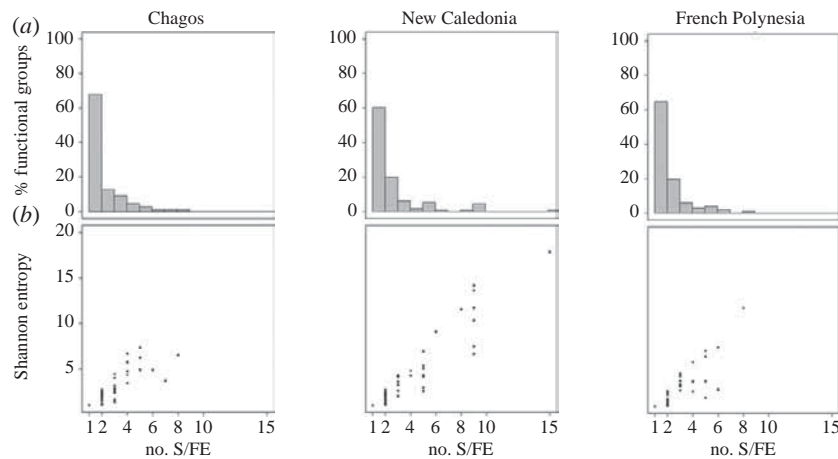 (a)
Chagos
New Caledonia
French Polynesia
% functional groups
100
80
60
40
20
0
100
80
60
40
20
0
100
80
60
40
20
0
(b)
Shannon entropy
20
15
10
5
1 2 4 6 8 10 15
1 2 4 6 8 10 15
1 2 4 6 8 10 15
no. S/FE
no. S/FE
no. S/FE